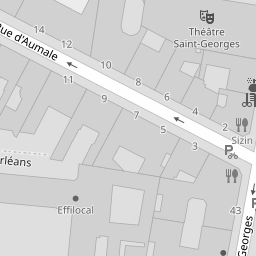 14
12
10
8
6
4
2
Rue d'Aumale
Théâtre
Saint-Georges
11
9
7
5
3
Sizin
P
rléans
Effilocal
43
Georges
P